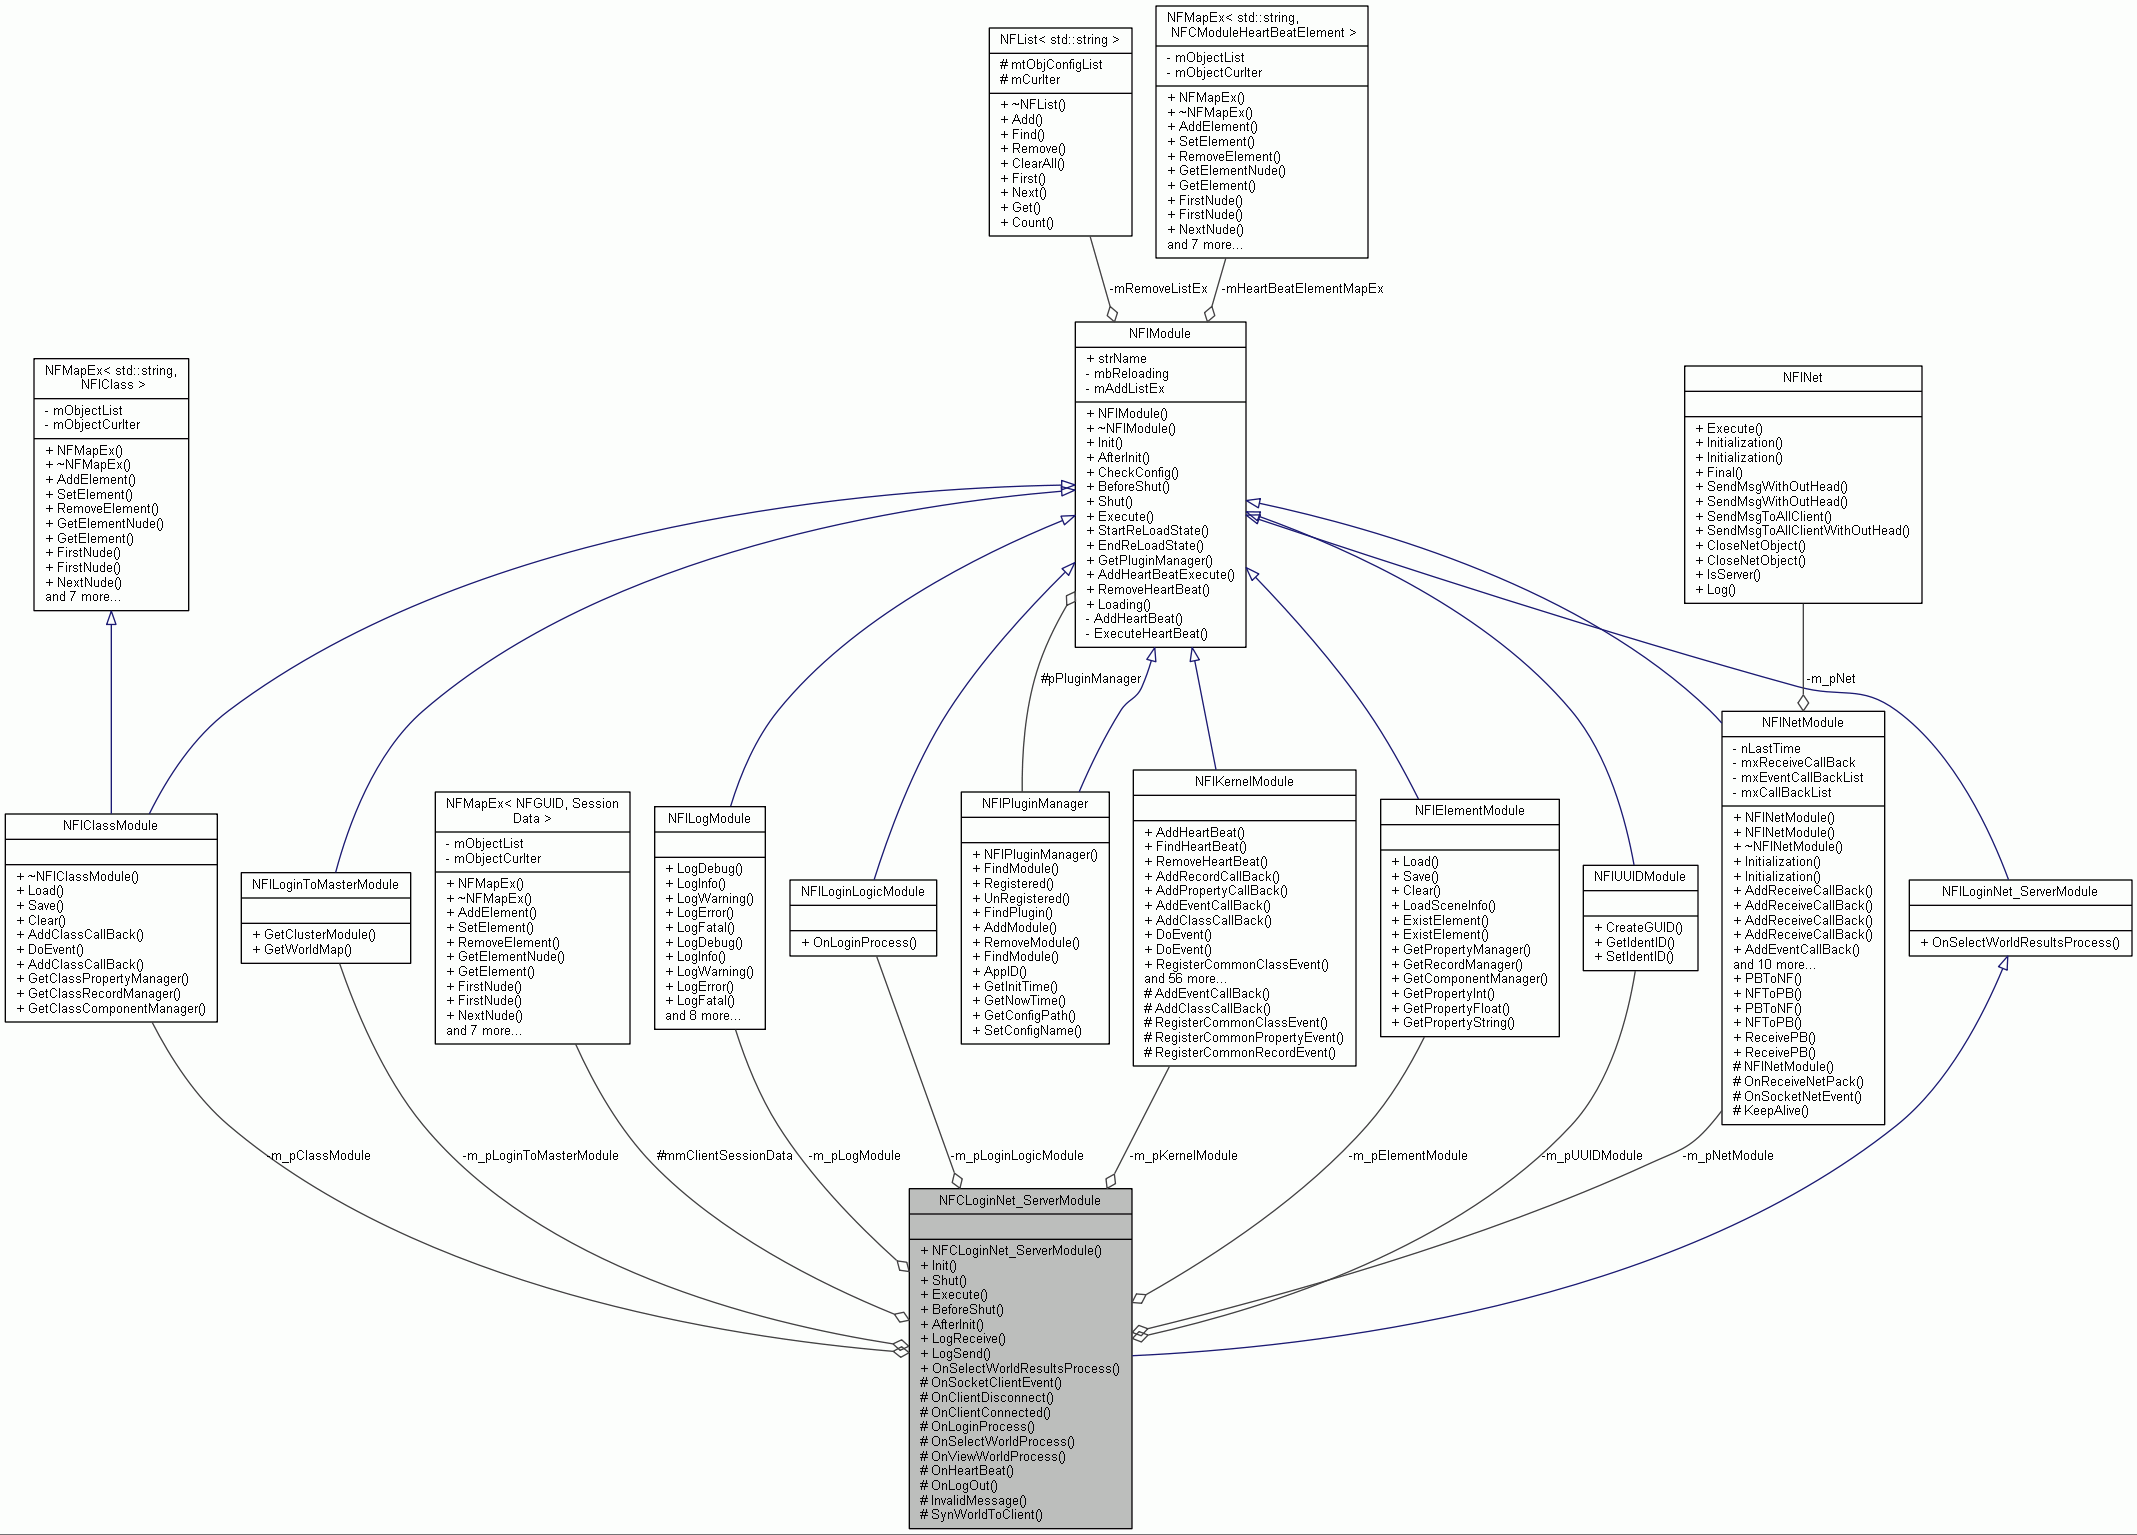 NFList< std::string >
# mtObjConfigList
# mCurIter
+ ~NFList()
+ Add()
+ Find()
+ Remove()
+ ClearAll()
+ First()
+ Next()
+ Get()
+ Count()
NFMapEx< std::string,
NFCModuleHeartBeatElement >
- mObjectList
- mObjectCurIter
+ NFMapEx()
+ ~NFMapEx()
+ AddElement()
+ SetElement()
+ RemoveElement()
+ GetElementNude()
+ GetElement()
+ FirstNude()
+ FirstNude()
+ NextNude()
and 7 more...
-mRemoveListEx
-mHeartBeatElementMapEx
NFIModule
+ strName
- mbReloading
- mAddListEx
+ NFIModule()
+ ~NFIModule()
+ Init()
+ AfterInit()
+ CheckConfig()
+ BeforeShut()
+ Shut()
+ Execute()
+ StartReLoadState()
+ EndReLoadState()
+ GetPluginManager()
+ AddHeartBeatExecute()
+ RemoveHeartBeat()
+ Loading()
- AddHeartBeat()
- ExecuteHeartBeat()
NFMapEx< std::string,
NFIClass >
- mObjectList
- mObjectCurIter
+ NFMapEx()
+ ~NFMapEx()
+ AddElement()
+ SetElement()
+ RemoveElement()
+ GetElementNude()
+ GetElement()
+ FirstNude()
+ FirstNude()
+ NextNude()
and 7 more...
NFINet
+ Execute()
+ Initialization()
+ Initialization()
+ Final()
+ SendMsgWithOutHead()
+ SendMsgWithOutHead()
+ SendMsgToAllClient()
+ SendMsgToAllClientWithOutHead()
+ CloseNetObject()
+ CloseNetObject()
+ IsServer()
+ Log()
#pPluginManager
-m_pNet
NFIClassModule
+ ~NFIClassModule()
+ Load()
+ Save()
+ Clear()
+ AddClassCallBack()
+ DoEvent()
+ AddClassCallBack()
+ GetClassPropertyManager()
+ GetClassRecordManager()
+ GetClassComponentManager()
NFILoginToMasterModule
+ GetClusterModule()
+ GetWorldMap()
NFMapEx< NFGUID, Session
Data >
- mObjectList
- mObjectCurIter
+ NFMapEx()
+ ~NFMapEx()
+ AddElement()
+ SetElement()
+ RemoveElement()
+ GetElementNude()
+ GetElement()
+ FirstNude()
+ FirstNude()
+ NextNude()
and 7 more...
NFILogModule
+ LogDebug()
+ LogInfo()
+ LogWarning()
+ LogError()
+ LogFatal()
+ LogDebug()
+ LogInfo()
+ LogWarning()
+ LogError()
+ LogFatal()
and 8 more...
NFILoginLogicModule
+ OnLoginProcess()
NFIPluginManager
+ NFIPluginManager()
+ FindModule()
+ Registered()
+ UnRegistered()
+ FindPlugin()
+ AddModule()
+ RemoveModule()
+ FindModule()
+ AppID()
+ GetInitTime()
+ GetNowTime()
+ GetConfigPath()
+ SetConfigName()
NFIKernelModule
+ AddHeartBeat()
+ FindHeartBeat()
+ RemoveHeartBeat()
+ AddRecordCallBack()
+ AddPropertyCallBack()
+ AddEventCallBack()
+ AddClassCallBack()
+ DoEvent()
+ DoEvent()
+ RegisterCommonClassEvent()
and 56 more...
# AddEventCallBack()
# AddClassCallBack()
# RegisterCommonClassEvent()
# RegisterCommonPropertyEvent()
# RegisterCommonRecordEvent()
NFIElementModule
+ Load()
+ Save()
+ Clear()
+ LoadSceneInfo()
+ ExistElement()
+ ExistElement()
+ GetPropertyManager()
+ GetRecordManager()
+ GetComponentManager()
+ GetPropertyInt()
+ GetPropertyFloat()
+ GetPropertyString()
NFIUUIDModule
+ CreateGUID()
+ GetIdentID()
+ SetIdentID()
NFINetModule
- nLastTime
- mxReceiveCallBack
- mxEventCallBackList
- mxCallBackList
+ NFINetModule()
+ NFINetModule()
+ ~NFINetModule()
+ Initialization()
+ Initialization()
+ AddReceiveCallBack()
+ AddReceiveCallBack()
+ AddReceiveCallBack()
+ AddReceiveCallBack()
+ AddEventCallBack()
and 10 more...
+ PBToNF()
+ NFToPB()
+ PBToNF()
+ NFToPB()
+ ReceivePB()
+ ReceivePB()
# NFINetModule()
# OnReceiveNetPack()
# OnSocketNetEvent()
# KeepAlive()
NFILoginNet_ServerModule
+ OnSelectWorldResultsProcess()
-m_pClassModule
-m_pLoginToMasterModule
#mmClientSessionData
-m_pLogModule
-m_pLoginLogicModule
-m_pKernelModule
-m_pElementModule
-m_pUUIDModule
-m_pNetModule
NFCLoginNet_ServerModule
+ NFCLoginNet_ServerModule()
+ Init()
+ Shut()
+ Execute()
+ BeforeShut()
+ AfterInit()
+ LogReceive()
+ LogSend()
+ OnSelectWorldResultsProcess()
# OnSocketClientEvent()
# OnClientDisconnect()
# OnClientConnected()
# OnLoginProcess()
# OnSelectWorldProcess()
# OnViewWorldProcess()
# OnHeartBeat()
# OnLogOut()
# InvalidMessage()
# SynWorldToClient()